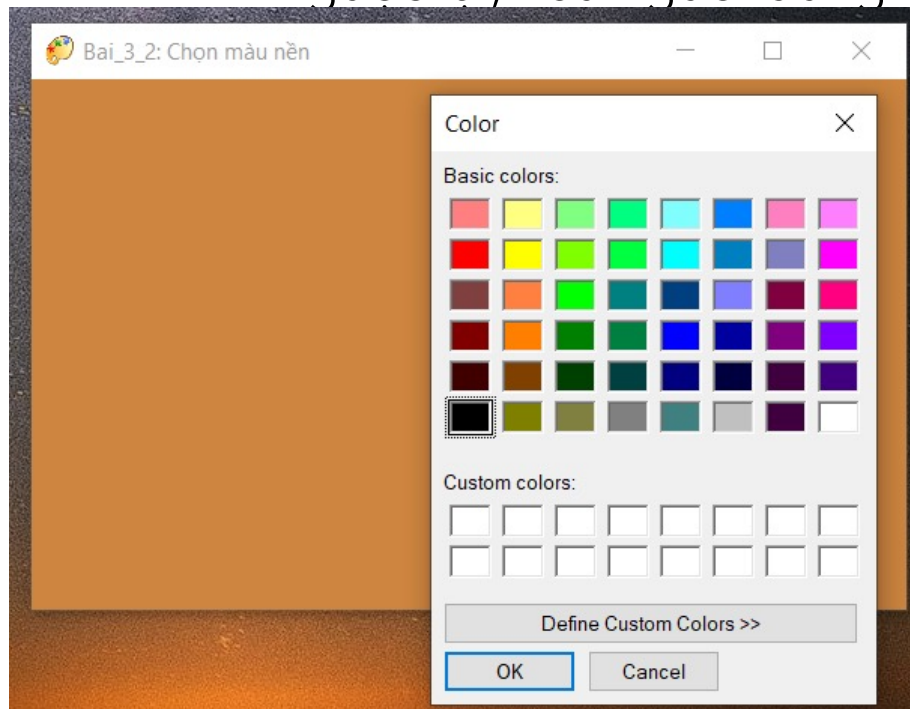 Bai_3_2: Chọn màu nền
Color
Basic colors:
Custom colors:
Define Custom Colors >>
OK
Cancel